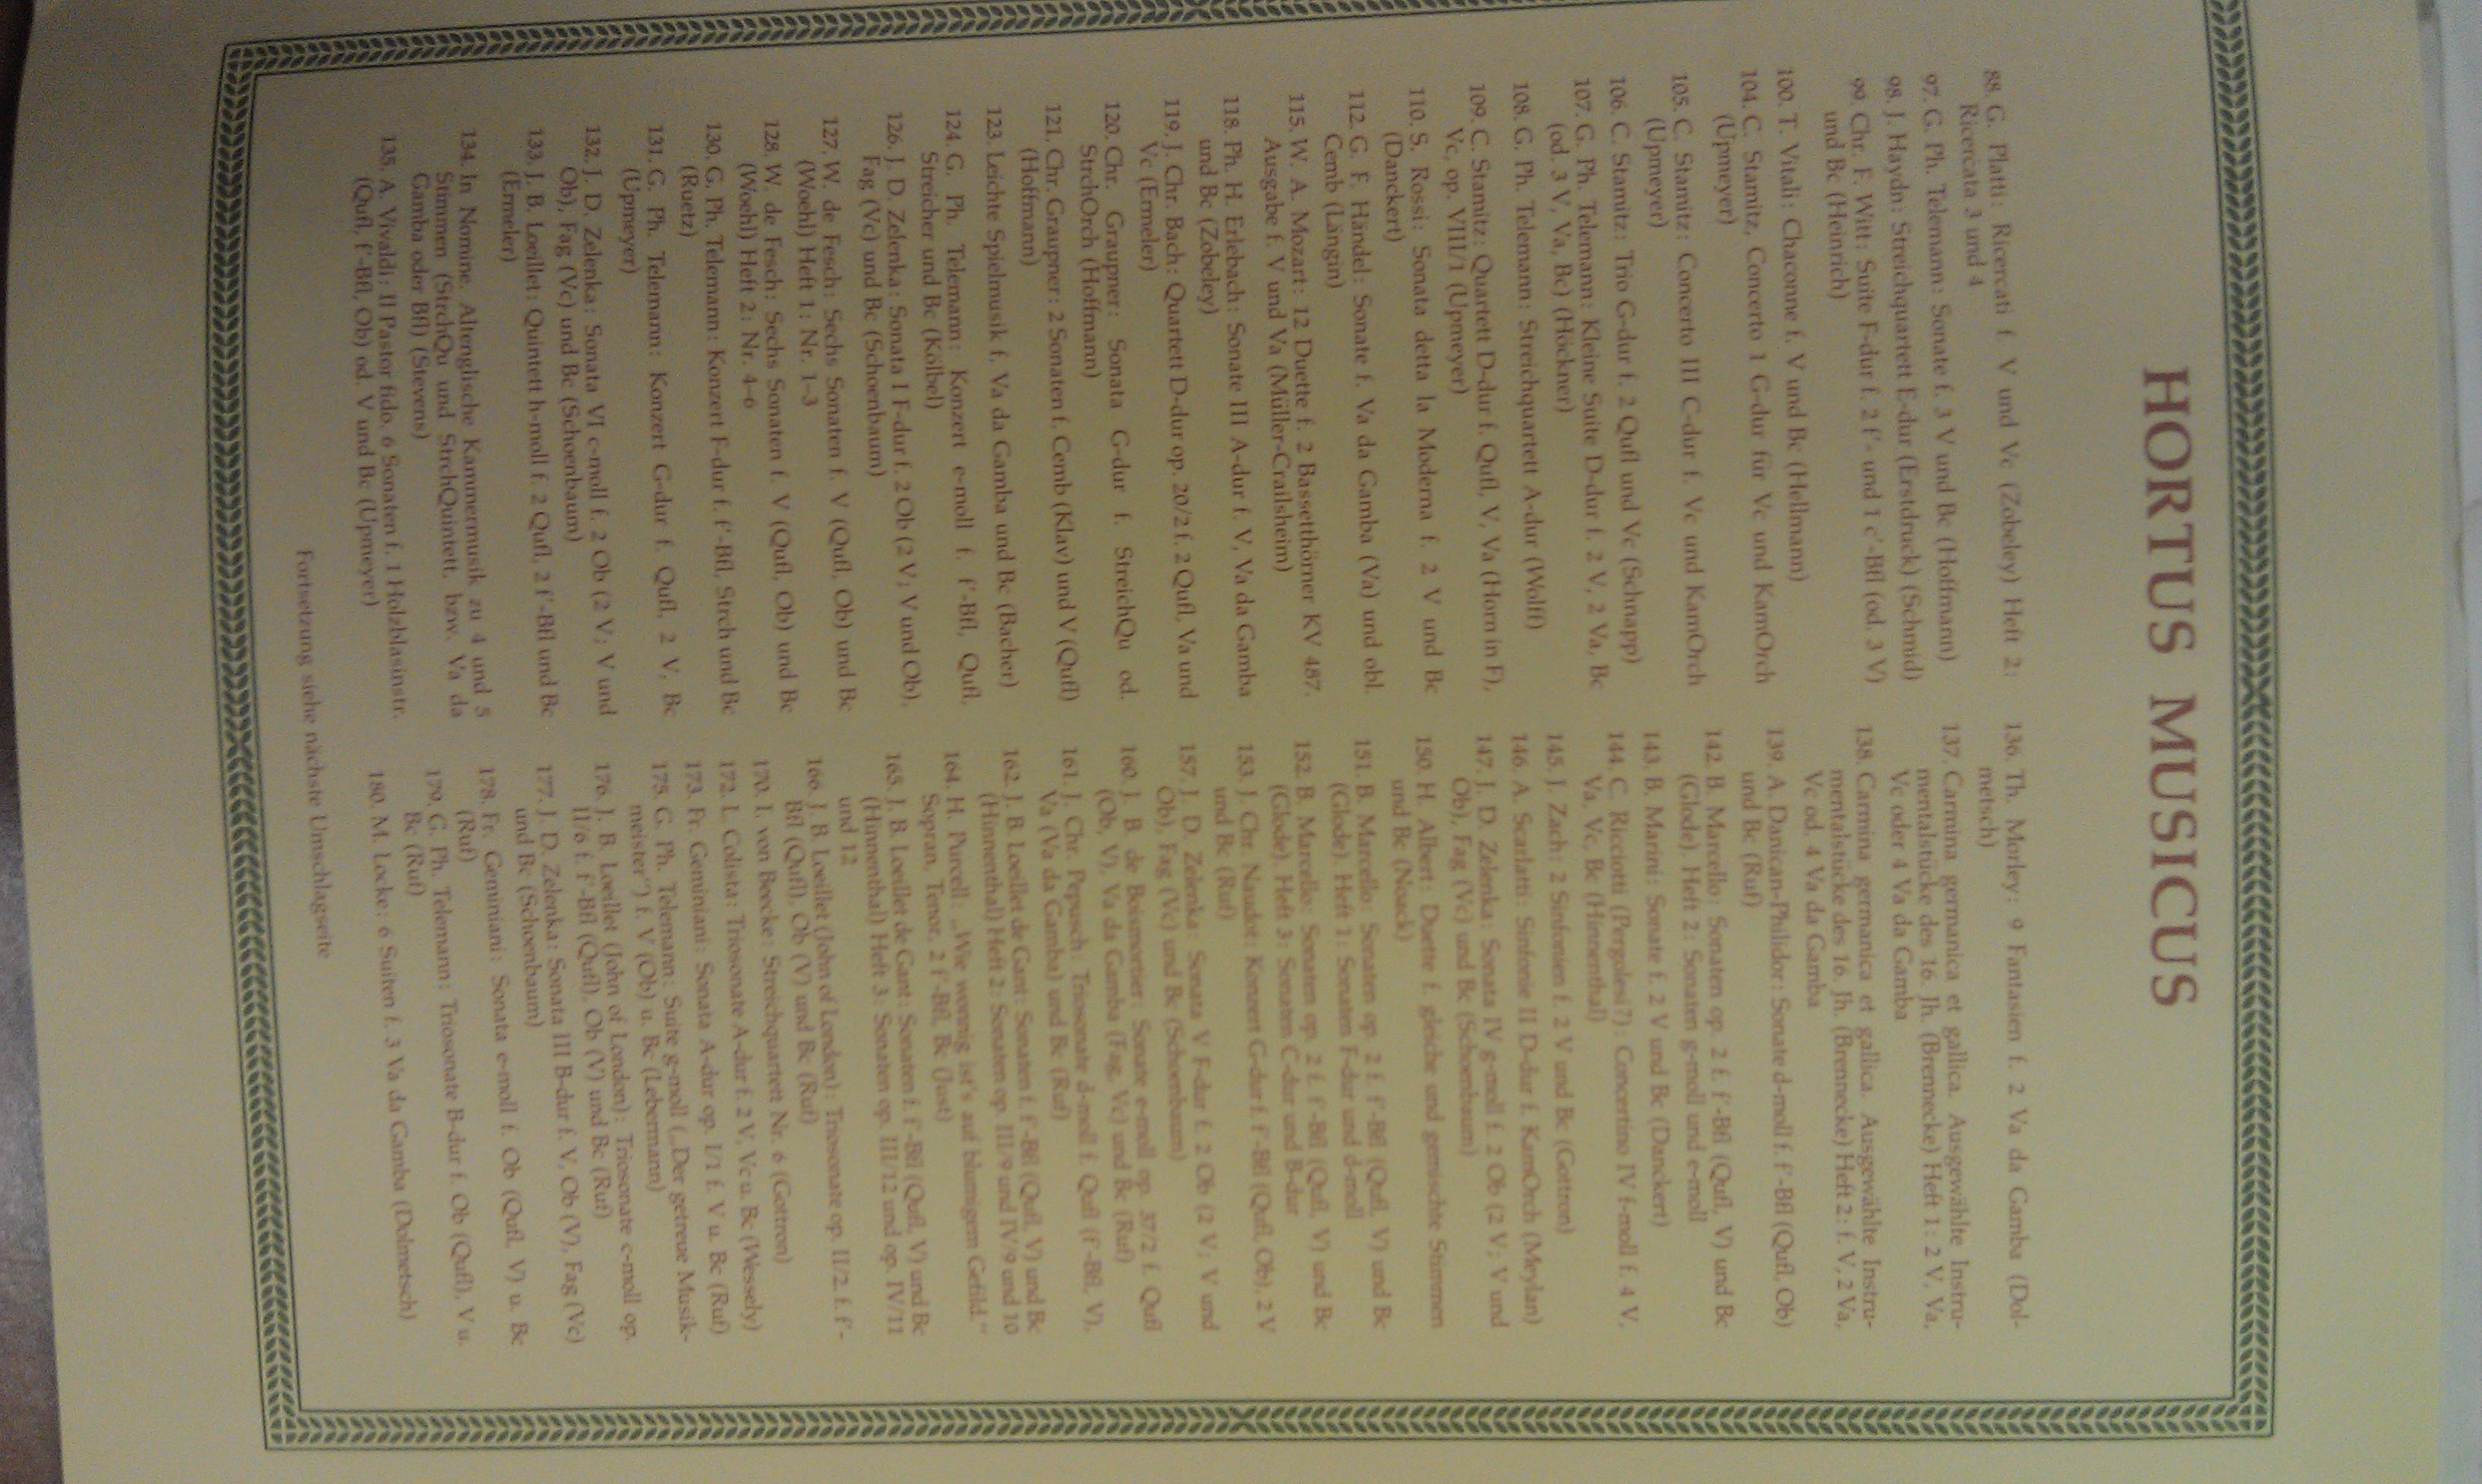 HORTUS MUSICUS
88. G. Platti: Ricercati f. V und Vc (Zobeley) Heft 2:
Ricercata 3 und 4
97. G. Ph. Telemann: Sonate f. 3 V und Bc (Hoffmann)
98. J. Haydn: Streichquartett E-dur (Erstdruck) (Schmid)
99. Chr. F. Witt: Suite F-dur f. 2 f'- und 1 c'-Bfl (od. 3 V)
und Bc (Heinrich)
100. T. Vitali: Chaconne f. V und Bc (Hellmann)
104. C. Stamitz, Concerto 1 G-dur für Vc und KamOrch
(Upmeyer)
105. C. Stamitz: Concerto III C-dur f. Vc und KamOrch
(Upmeyer)
106. C. Stamitz: Trio G-dur f. 2 Qufl und Vc (Schnapp)
107. G. Ph. Telemann: Kleine Suite D-dur f. 2 V, 2 Va, Bc
(od. 3 V, Va, Bc) (Höckner)
108. G. Ph. Telemann: Streichquartett A-dur (Wolff)
109. C. Stamitz: Quartett D-dur f. Qufl, V, Va (Horn in F),
Vc, op. VIII/1 (Upmeyer)
110. S. Rossi: Sonata detta la Moderna f. 2 V und Bc
(Danckert)
112. G. F. Händel: Sonate f. Va da Gamba (Va) und obl.
Cemb (Längin)
115. W. A. Mozart: 12 Duette f. 2 Bassetthörner KV 487.
Ausgabe f. V und Va (Müller-Crailsheim)
118. Ph. H. Erlebach: Sonate III A-dur f. V, Va da Gamba
und Bc (Zobeley)
119. J. Chr. Bach: Quartett D-dur op. 20/2 f. 2 Qufl, Va und
Vc (Ermeler)
120. Chr. Graupner: Sonata G-dur f. StreichQu od.
StrchOrch (Hoffmann)
121. Chr. Graupner: 2 Sonaten f. Cemb (Klav) und V (Qufl)
(Hoffmann)
123. Leichte Spielmusik f. Va da Gamba und Bc (Bacher)
124. G. Ph. Telemann: Konzert e-moll f. f'-Bfl, Qufl,
Streicher und Bc (Kölbel)
126. J. D. Zelenka: Sonata I F-dur f. 2 Ob (2 V; V und Ob),
Fag (Vc) und Bc (Schoenbaum)
127. W. de Fesch: Sechs Sonaten f. V (Qufl, Ob) und Bc
(Woehl) Heft 1: Nr. 1–3
128. W. de Fesch: Sechs Sonaten f. V (Qufl, Ob) und Bc
(Woehl) Heft 2: Nr. 4–6
130. G. Ph. Telemann: Konzert F-dur f. f'-Bfl, Strch und Bc
(Ruetz)
131. G. Ph. Telemann: Konzert G-dur f. Qufl, 2 V, Bc
(Upmeyer)
132. J. D. Zelenka: Sonata VI c-moll f. 2 Ob (2 V; V und
Ob), Fag (Vc) und Bc (Schoenbaum)
133. J. B. Loeillet: Quintett h-moll f. 2 Qufl, 2 f'-Bfl und Bc
(Ermeler)
134. In Nomine. Altenglische Kammermusik zu 4 und 5
Stimmen (StrchQu und StrchQuintett, bzw. Va da
Gamba oder Bfl) (Stevens)
135. A. Vivaldi: Il Pastor fido. 6 Sonaten f. 1 Holzblasinstr.
(Qufl, f'-Bfl, Ob) od. V und Bc (Upmeyer)
136. Th. Morley: 9 Fantasien f. 2 Va da Gamba (Dol-
metsch)
137. Carmina germanica et gallica. Ausgewählte Instru-
mentalstücke des 16. Jh. (Brennecke) Heft 1: 2 V, Va,
Vc oder 4 Va da Gamba
138. Carmina germanica et gallica. Ausgewählte Instru-
mentalstücke des 16. Jh. (Brennecke) Heft 2: f. V, 2 Va,
Vc od. 4 Va da Gamba
139. A. Danican-Philidor: Sonate d-moll f. f'-Bfl (Qufl, Ob)
und Bc (Ruf)
142. B. Marcello: Sonaten op. 2 f. f'-Bfl (Qufl, V) und Bc
(Glode). Heft 2: Sonaten g-moll und e-moll
143. B. Marini: Sonate f. 2 V und Bc (Danckert)
144. C. Ricciotti (Pergolesi?): Concertino IV f-moll f. 4 V,
Va, Vc, Bc (Hinnenthal)
145. J. Zach: 2 Sinfonien f. 2 V und Bc (Gottron)
146. A. Scarlatti: Sinfonie II D-dur f. KamOrch (Meylan)
147. J. D. Zelenka: Sonata IV g-moll f. 2 Ob (2 V; V und
Ob), Fag (Vc) und Bc (Schoenbaum)
150. H. Albert: Duette f. gleiche und gemischte Stimmen
und Bc (Noack)
151. B. Marcello: Sonaten op. 2 f. f'-Bfl (Qufl, V) und Bc
(Glode). Heft 1: Sonaten F-dur und d-moll
152. B. Marcello: Sonaten op. 2 f. f'-Bfl (Qufl, V) und Bc
(Glode). Heft 3: Sonaten C-dur und B-dur
153. J. Chr. Naudot: Konzert G-dur f. f'-Bfl (Qufl, Ob), 2 V
und Bc (Ruf)
157. J. D. Zelenka: Sonata V F-dur f. 2 Ob (2 V; V und
Ob), Fag (Vc) und Bc (Schoenbaum)
160. J. B. de Boismortier: Sonate e-moll op. 37/2 f. Qufl
(Ob, V), Va da Gamba (Fag, Vc) und Bc (Ruf)
161. J. Chr. Pepusch: Triosonate d-moll f. Qufl (f'-Bfl, V),
Va (Va da Gamba) und Bc (Ruf)
162. J. B. Loeillet de Gant: Sonaten f. f'-Bfl (Qufl, V) und Bc
(Hinnenthal) Heft 2: Sonaten op. III/9 und IV/9 und 10
164. H. Purcell: „Wie wonnig ist's auf blumigem Gefild."
Sopran, Tenor, 2 f'-Bfl, Bc (Just)
165. J. B. Loeillet de Gant: Sonaten f. f'-Bfl (Qufl, V) und Bc
(Hinnenthal) Heft 3: Sonaten op. III/12 und op. IV/11
und 12
166. J. B. Loeillet (John of London): Triosonate op. II/2 f. f'-
Bfl (Qufl), Ob (V) und Bc (Ruf)
170. I. von Beecke: Streichquartett Nr. 6 (Gottron)
172. L. Colista: Triosonate A-dur f. 2 V, Vc u. Bc (Wessely)
173. Fr. Geminiani: Sonata A-dur op. I/1 f. V u. Bc (Ruf)
175. G. Ph. Telemann: Suite g-moll („Der getreue Musik-
meister") f. V (Ob) u. Bc (Lebermann)
176. J. B. Loeillet (John of London): Triosonate c-moll op.
II/6 f. f'-Bfl (Qufl), Ob (V) und Bc (Ruf)
177. J. D. Zelenka: Sonata III B-dur f. V, Ob (V), Fag (Vc)
und Bc (Schoenbaum)
178. Fr. Geminiani: Sonata e-moll f. Ob (Qufl, V) u. Bc
(Ruf)
179. G. Ph. Telemann: Triosonate B-dur f. Ob (Qufl), V u.
Bc (Ruf)
180. M. Locke: 6 Suiten f. 3 Va da Gamba (Dolmetsch)
Fortsetzung siehe nächste Umschlagseite